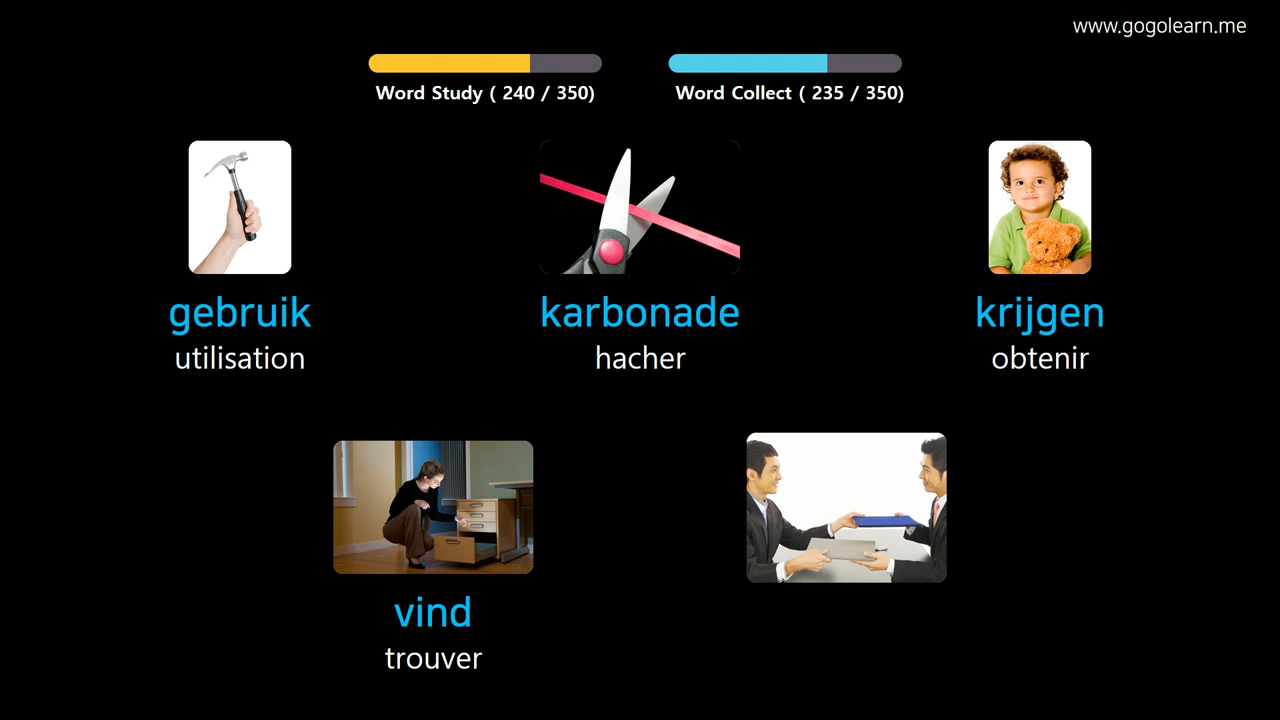 www.gogolearn.me
Word Study ( 240 / 350)
Word Collect ( 235 / 350)
gebruik
utilisation
karbonade
hacher
krijgen
obtenir
vind
trouver